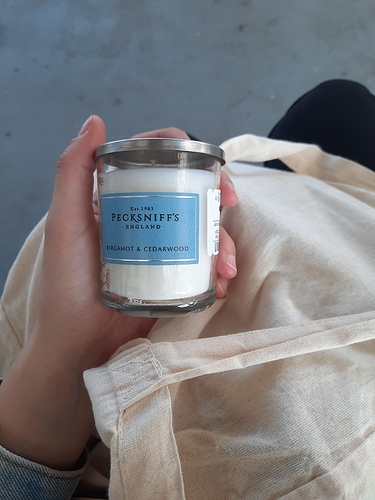 Est.1983
PECKSNIFF'S
· ENGLAND ·
BERGAMOT & CEDARWOOD